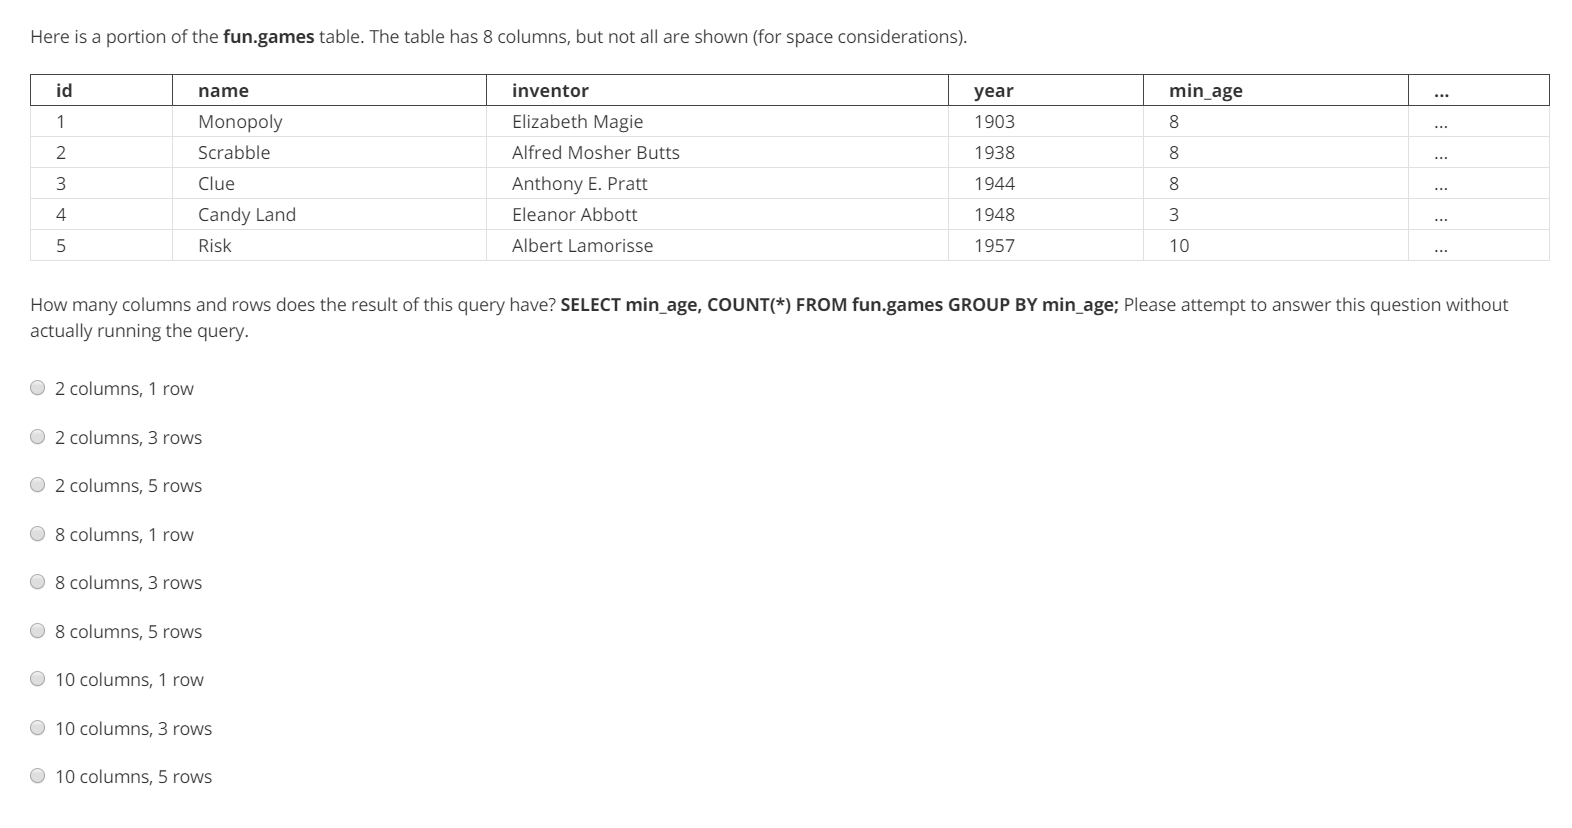 Here is a portion of the fun.games table. The table has 8 columns, but not all are shown (for space considerations).
id name inventor year min_age ...
1 Monopoly Elizabeth Magie 1903 8 ...
2 Scrabble Alfred Mosher Butts 1938 8 ...
3 Clue Anthony E. Pratt 1944 8 ...
4 Candy Land Eleanor Abbott 1948 3 ...
5 Risk Albert Lamorisse 1957 10 ...
How many columns and rows does the result of this query have? SELECT min_age, COUNT(*) FROM fun.games GROUP BY min_age; Please attempt to answer this question without
actually running the query.
2 columns, 1 row
2 columns, 3 rows
2 columns, 5 rows
8 columns, 1 row
8 columns, 3 rows
8 columns, 5 rows
10 columns, 1 row
10 columns, 3 rows
10 columns, 5 rows